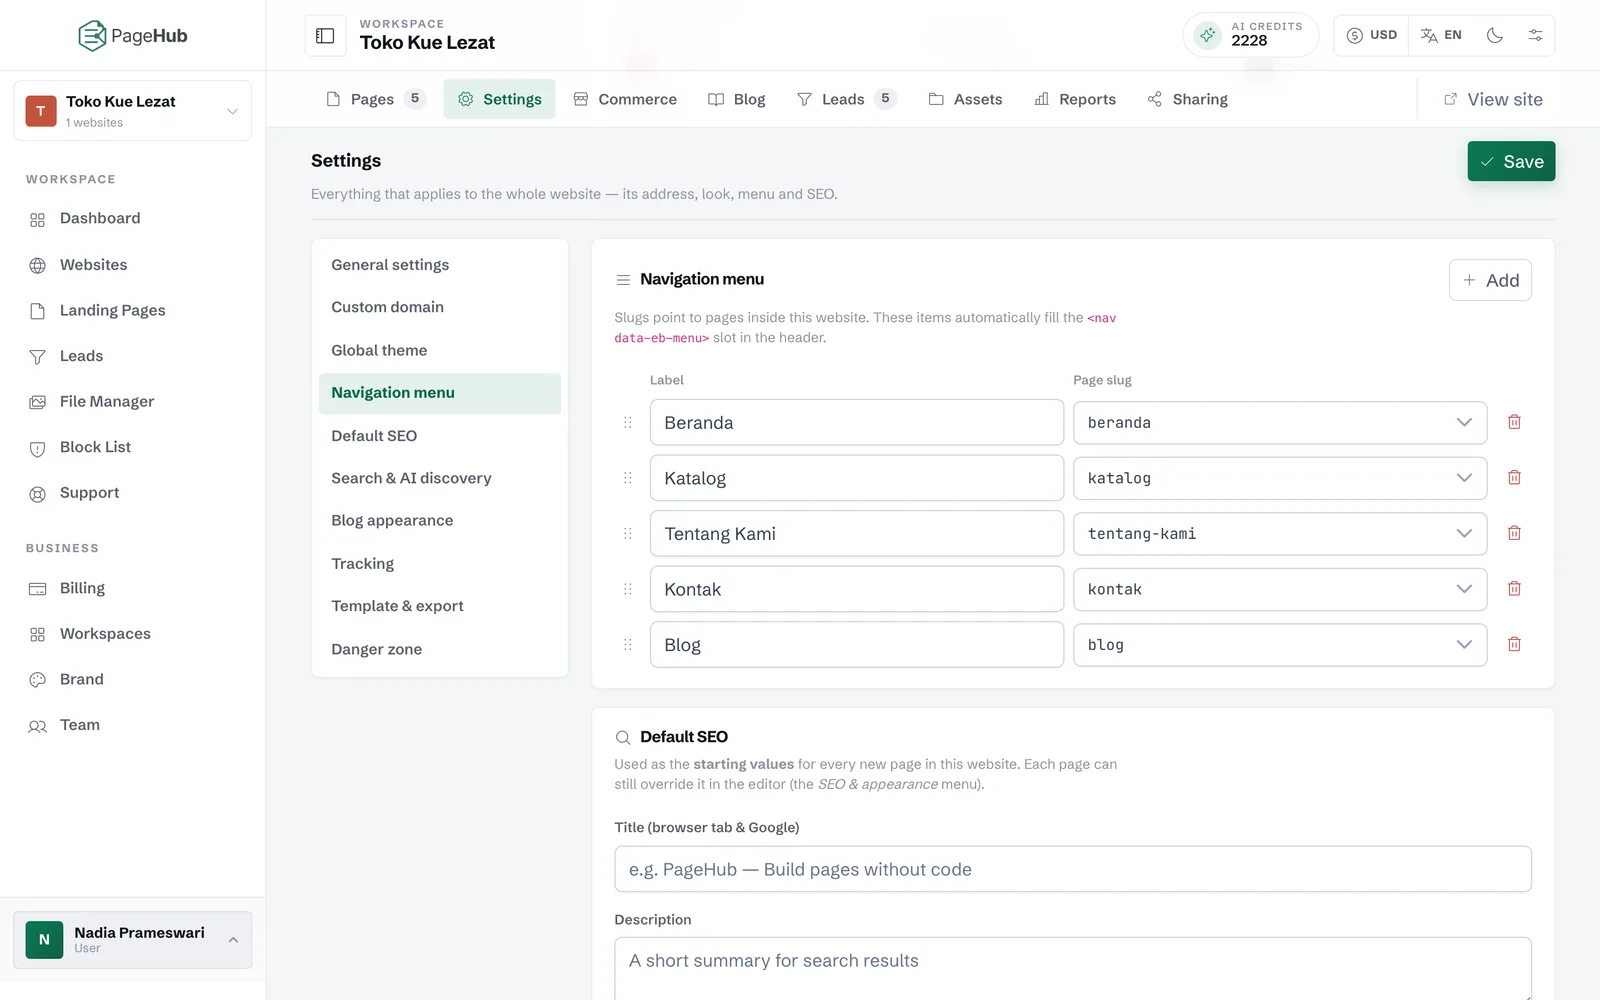 PageHub
WORKSPACE
Toko Kue Lezat
AI CREDITS
2228
USD
EN
T
Toko Kue Lezat
1 websites
Pages 5
Settings
Commerce
Blog
Leads 5
Assets
Reports
Sharing
View site
WORKSPACE
Dashboard
Websites
Landing Pages
Leads
File Manager
Block List
Support
BUSINESS
Billing
Workspaces
Brand
Team
N
Nadia Prameswari
User
Settings
Everything that applies to the whole website — its address, look, menu and SEO.
Save
General settings
Custom domain
Global theme
Navigation menu
Default SEO
Search & AI discovery
Blog appearance
Tracking
Template & export
Danger zone
Navigation menu
Add
Slugs point to pages inside this website. These items automatically fill the <nav
data-eb-menu> slot in the header.
Label
Page slug
Beranda
beranda
Katalog
katalog
Tentang Kami
tentang-kami
Kontak
kontak
Blog
blog
Default SEO
Used as the starting values for every new page in this website. Each page can
still override it in the editor (the SEO & appearance menu).
Title (browser tab & Google)
e.g. PageHub — Build pages without code
Description
A short summary for search results